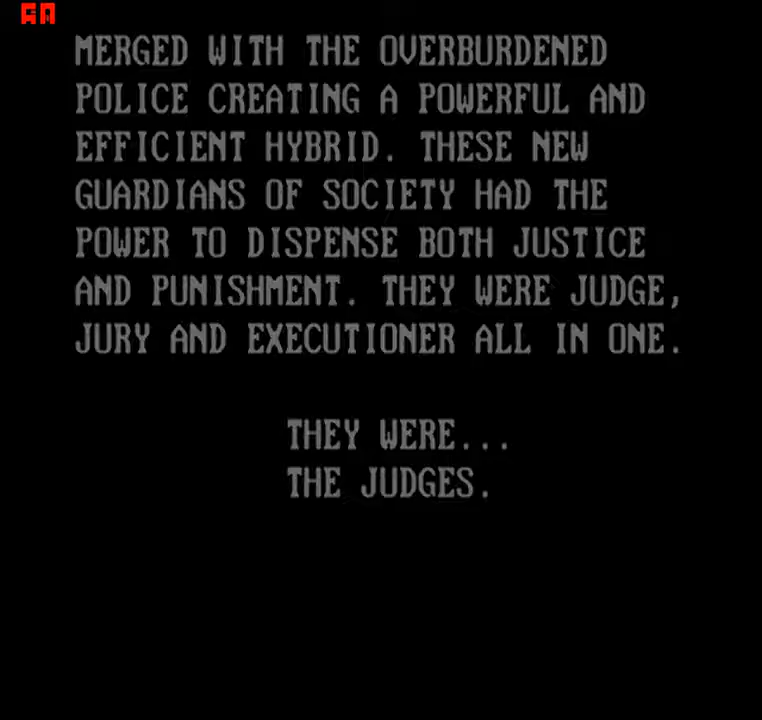 MERGED WITH THE OVERBURDENED
POLICE CREATING A POWERFUL AND
EFFICIENT HYBRID. THESE NEW
GUARDIANS OF SOCIETY HAD THE
POWER TO DISPENSE BOTH JUSTICE
AND PUNISHMENT. THEY WERE JUDGE,
JURY AND EXECUTIONER ALL IN ONE.
THEY WERE...
THE JUDGES.